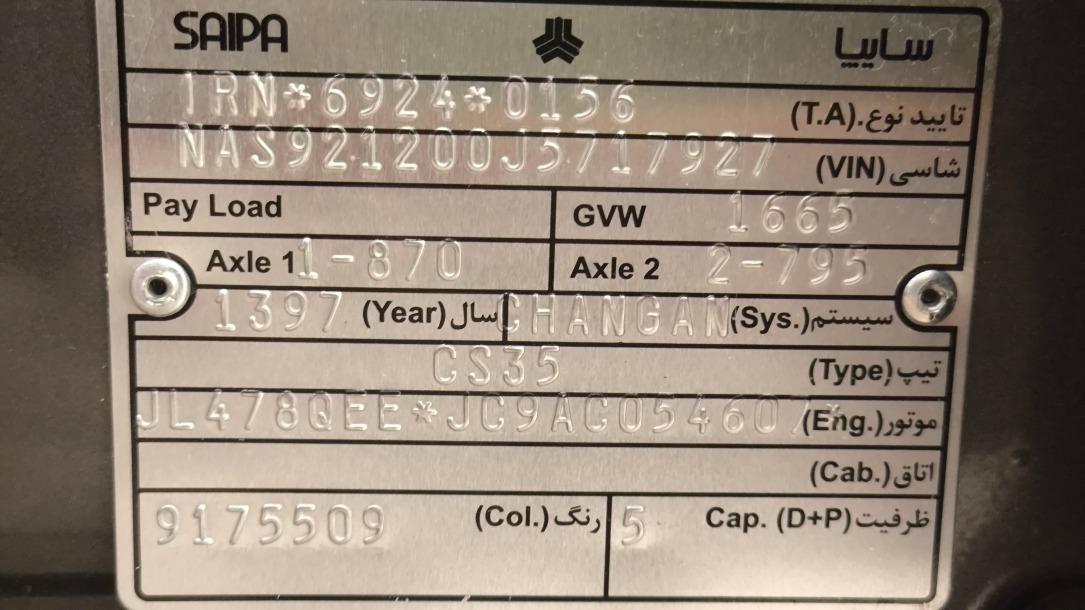 SAIPA سایپا
IRN*6924*0156 تایید نوع.(T.A)
NAS921200J5717927 شاسی (VIN)
Pay Load GVW 1665
Axle 1 1-870 Axle 2 2-795
1397 سال (Year) CHANGAN سیستم(Sys.)
CS35 تیپ (Type)
JL478QEE*JC9AC054607* موتور(Eng.)
اتاق(Cab.)
9175509 رنگ (Col.) 5 ظرفیت Cap. (D+P)